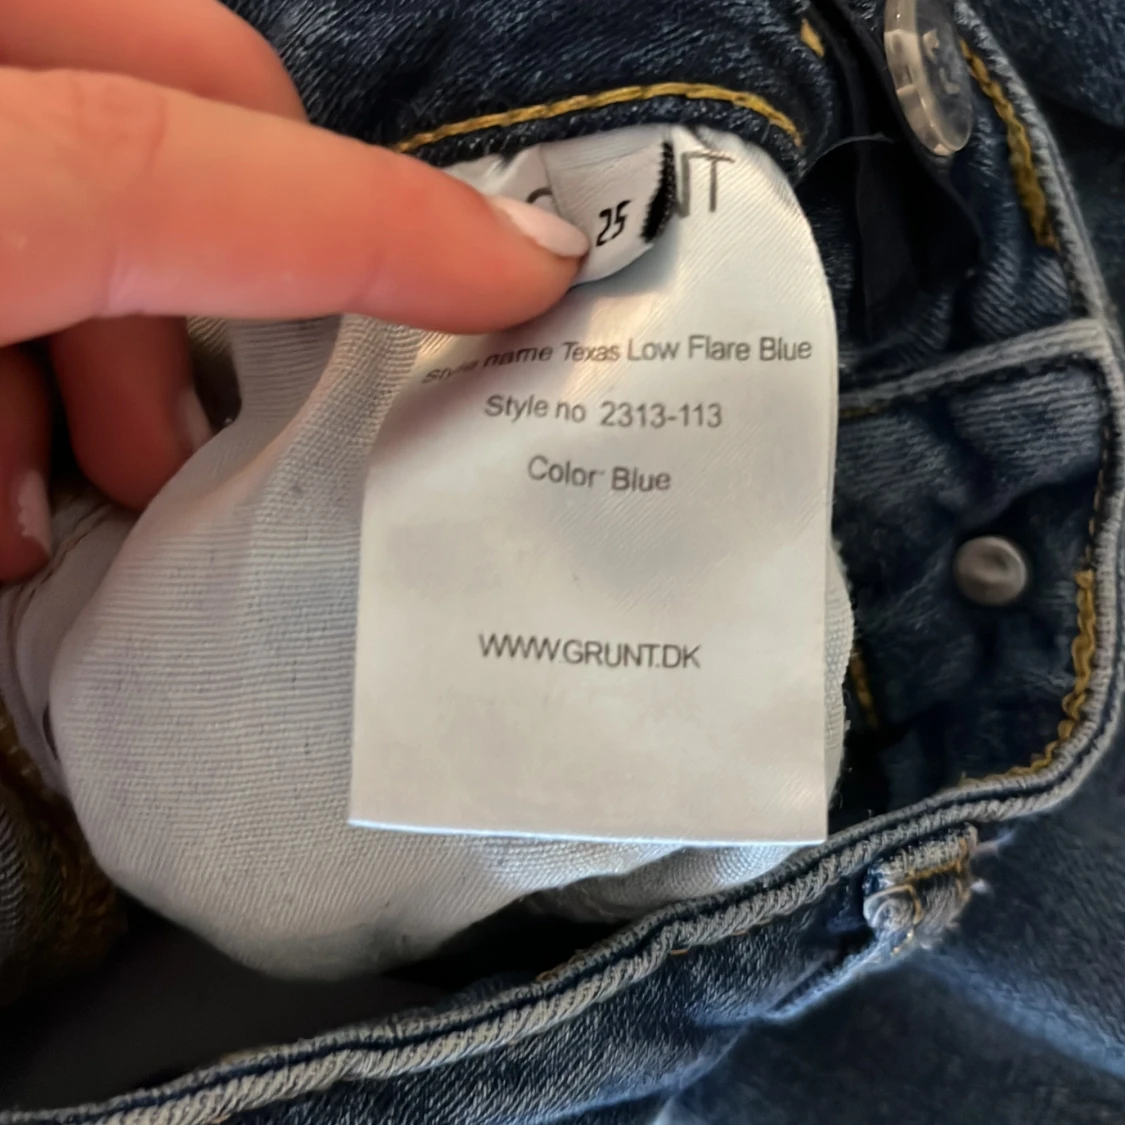 25
Style name Texas Low Flare Blue
Style no 2313-113
Color Blue
WWW.GRUNT.DK